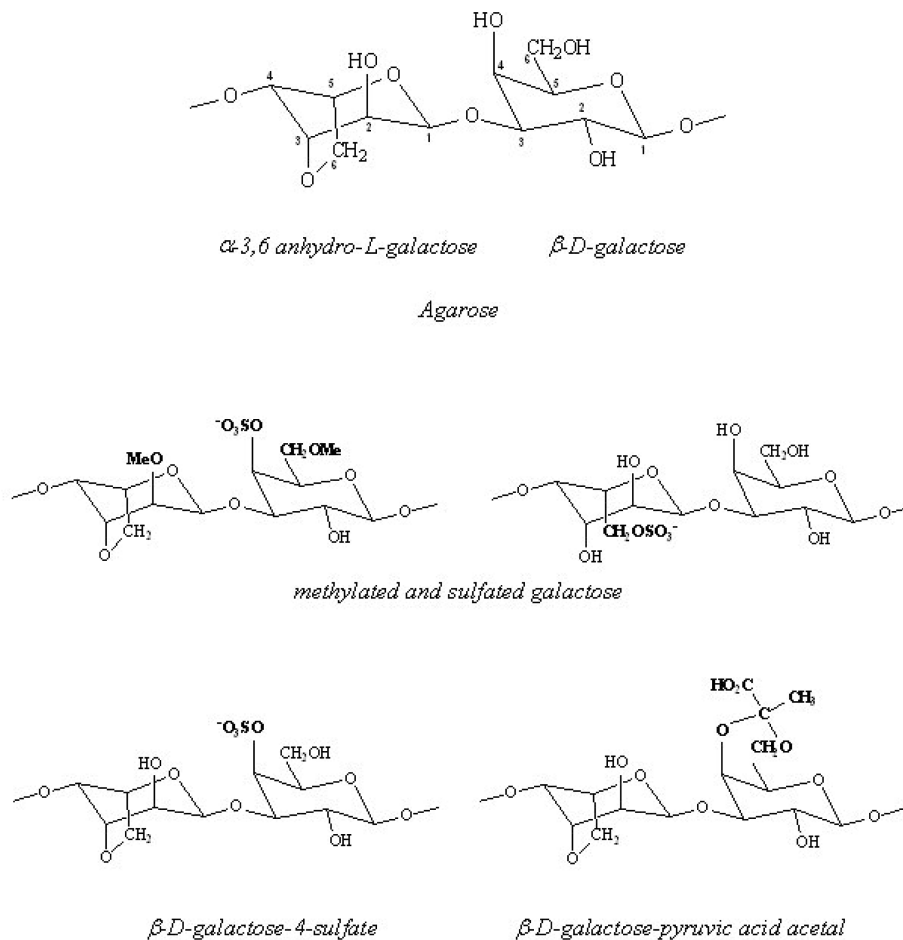 HO
HO
6 CH₂OH
4
O
4
5
O
5
O
O
2
2
1
O
3
1
O
3
CH₂
6
OH
O
α-3,6 anhydro-L-galactose β-D-galactose
Agarose
⁻O₃SO
CH₂OMe
MeO
O
O
O
O
O
CH₂
OH
O
HO
HO
CH₂OH
O
O
O
O
O
CH₂OSO₃⁻
OH
OH
methylated and sulfated galactose
⁻O₃SO
HO
CH₂OH
O
O
O
O
O
CH₂
OH
O
HO₂C
C
CH₃
O
CH₂O
HO
O
O
O
O
O
CH₂
OH
O
β-D-galactose-4-sulfate β-D-galactose-pyruvic acid acetal